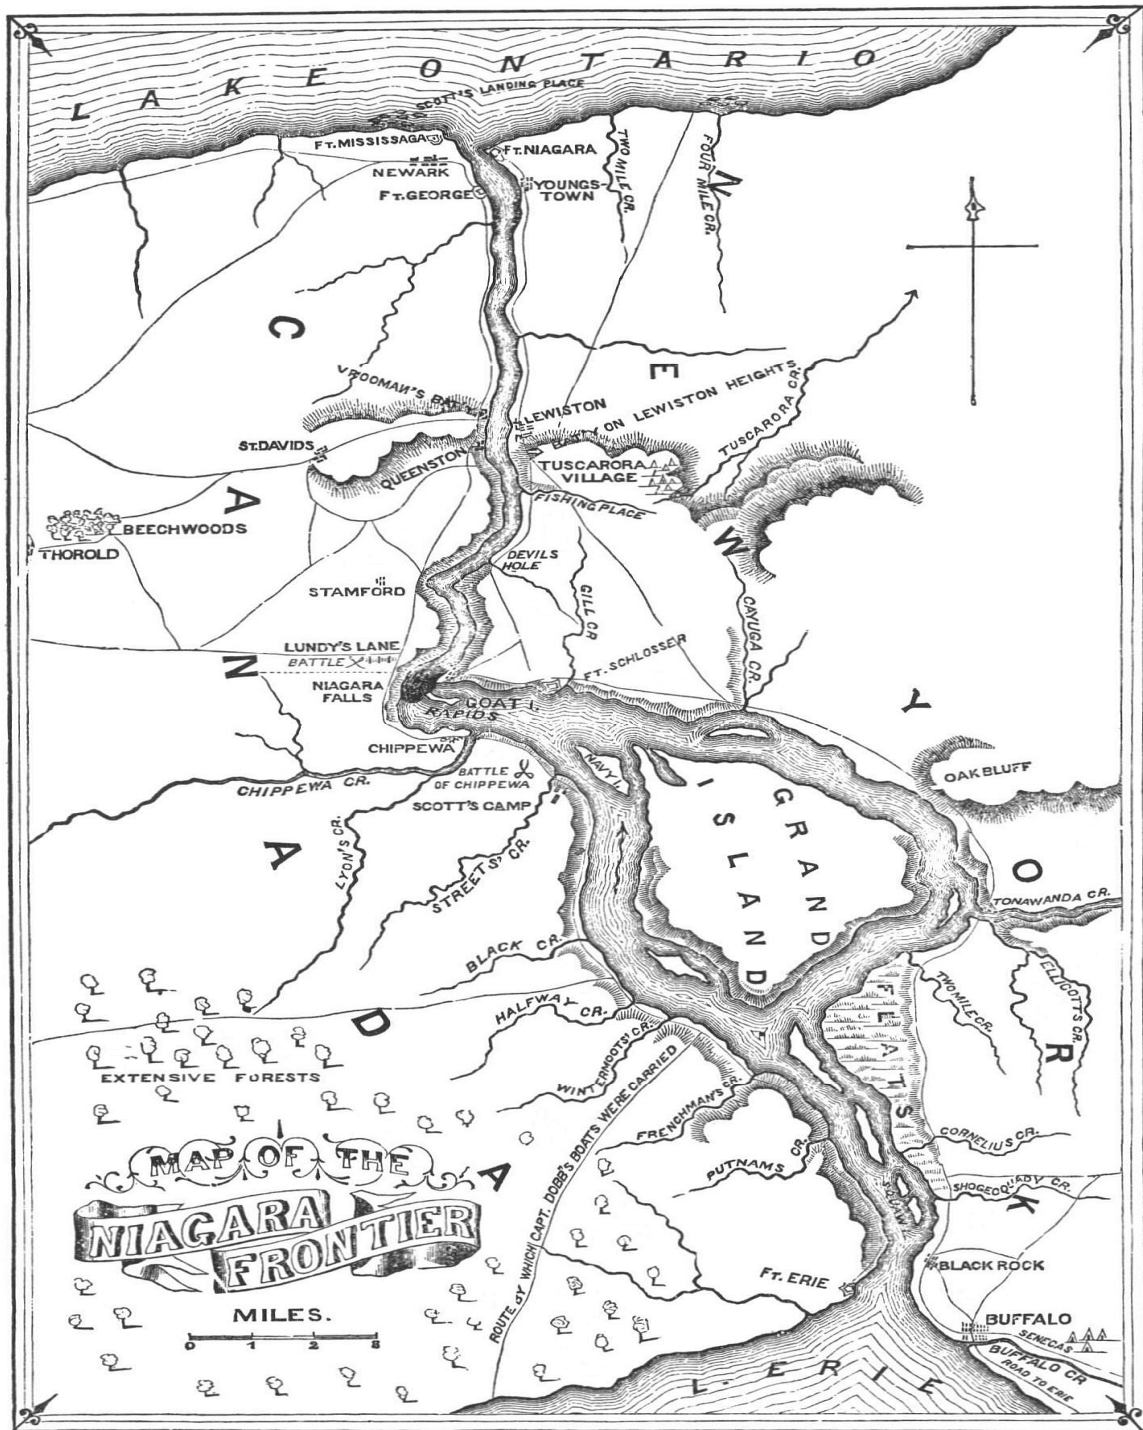 LAKE ONTARIO
SCOTT'S LANDING PLACE
FT. MISSISSAGA
FT. NIAGARA
NEWARK
FT. GEORGE
YOUNGS-
TOWN
TWO MILE CR.
FOUR MILE CR.
CANADA
NEW YORK
VROOMAN'S BATTY
LEWISTON
BATTY ON LEWISTON HEIGHTS
TUSCARORA CR.
ST. DAVIDS
QUEENSTON
TUSCARORA
VILLAGE
FISHING PLACE
BEECHWOODS
THOROLD
DEVILS
HOLE
STAMFORD
GILL CR
CAYUGA CR.
LUNDY'S LANE
BATTLE
FT. SCHLOSSER
NIAGARA
FALLS
GOAT I.
RAPIDS
CHIPPEWA
NAVY I.
OAK BLUFF
CHIPPEWA CR.
BATTLE
OF CHIPPEWA
SCOTT'S CAMP
GRAND
ISLAND
LYON'S CR.
STREETS' CR.
TONAWANDA CR.
BLACK CR.
HALFWAY CR.
FLATS
TWO MILE CR.
ELLICOTTS CR.
WINTERMOOTS' CR.
EXTENSIVE FORESTS
FRENCHMAN'S CR.
ROUTE BY WHICH CAPT. DOBB'S BOATS WERE CARRIED
CORNELIUS CR.
PUTNAMS CR.
SHOGEOQUADY CR.
SQUAW I.
MAP OF THE
NIAGARA
FRONTIER
MILES.
0 1 2 3
BLACK ROCK
FT. ERIE
BUFFALO
SENECAS
BUFFALO CR
ROAD TO ERIE
L. ERIE